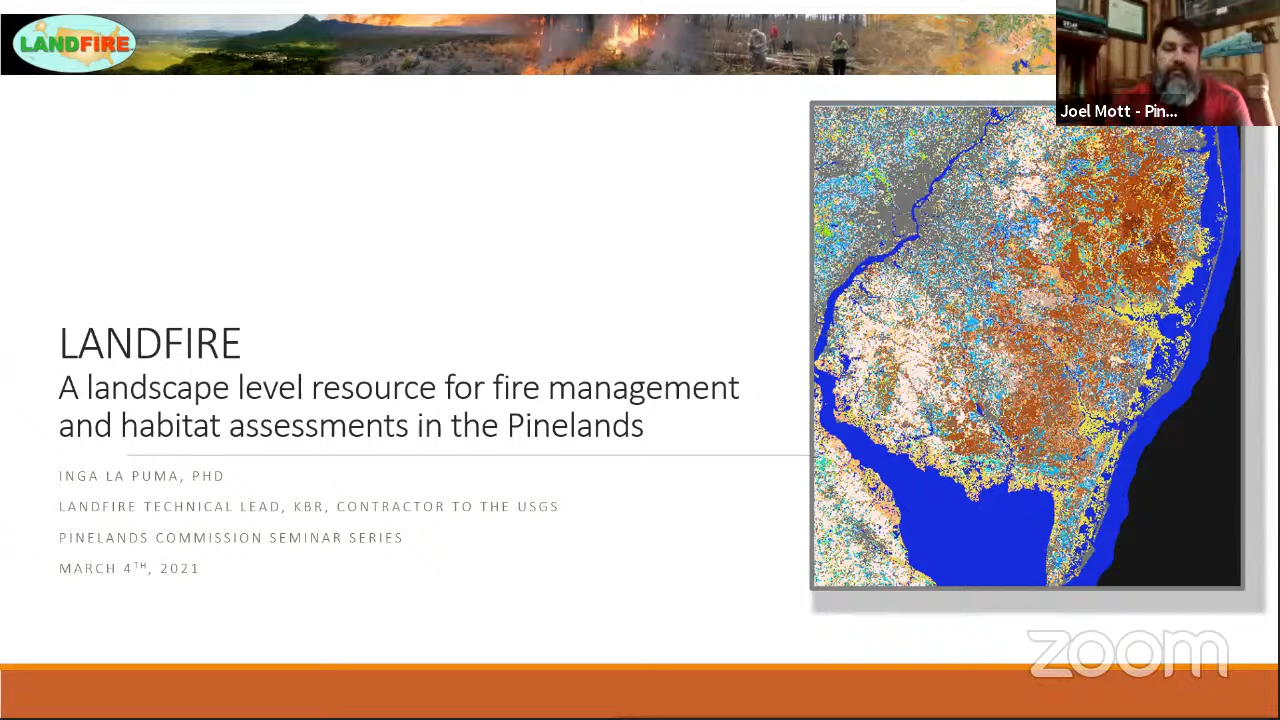 LANDFIRE
Joel Mott - Pin...
LANDFIRE
A landscape level resource for fire management
and habitat assessments in the Pinelands
INGA LA PUMA, PHD
LANDFIRE TECHNICAL LEAD, KBR, CONTRACTOR TO THE USGS
PINELANDS COMMISSION SEMINAR SERIES
MARCH 4TH, 2021
zoom